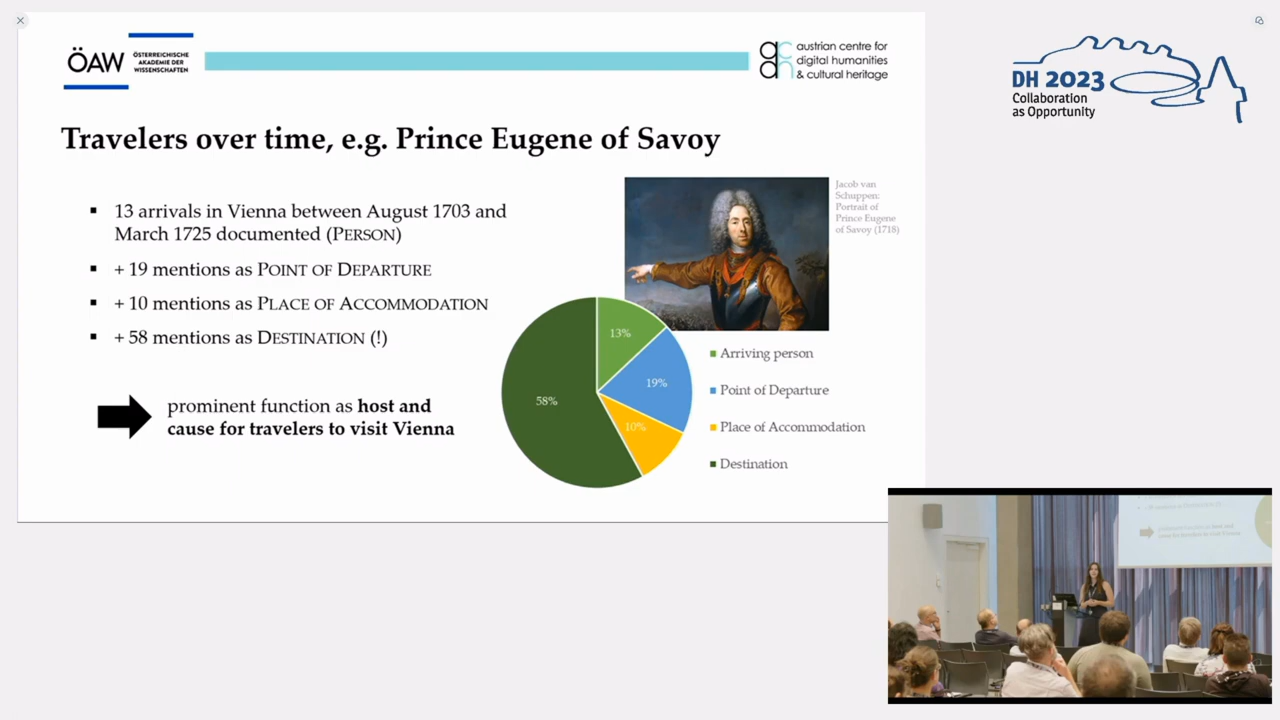 ÖAW
ÖSTERREICHISCHE
AKADEMIE DER
WISSENSCHAFTEN
austrian centre for
digital humanities
& cultural heritage
DH 2023
Collaboration
as Opportunity
Travelers over time, e.g. Prince Eugene of Savoy
▪ 13 arrivals in Vienna between August 1703 and
March 1725 documented (PERSON)
▪ + 19 mentions as POINT OF DEPARTURE
▪ + 10 mentions as PLACE OF ACCOMMODATION
▪ + 58 mentions as DESTINATION (!)
prominent function as host and
cause for travelers to visit Vienna
Jacob van
Schuppen:
Portrait of
Prince Eugene
of Savoy (1718)
13%
19%
10%
58%
Arriving person
Point of Departure
Place of Accommodation
Destination